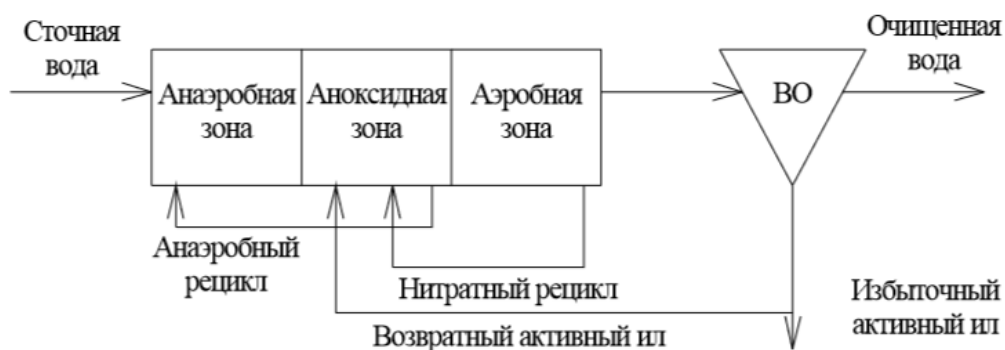 Сточная
вода
Очищенная
вода
Анаэробная
зона
Аноксидная
зона
Аэробная
зона
ВО
Анаэробный
рецикл
Нитратный рецикл
Возвратный активный ил
Избыточный
активный ил